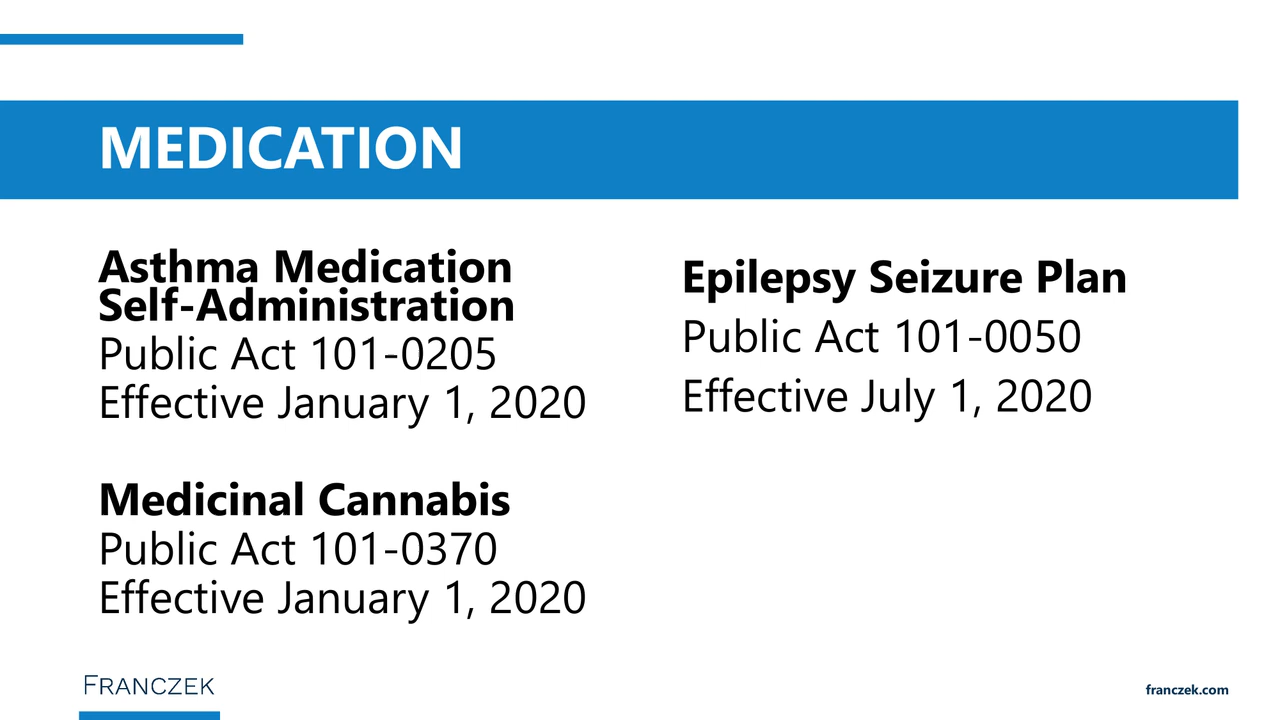 MEDICATION
Asthma Medication
Self-Administration
Public Act 101-0205
Effective January 1, 2020
Medicinal Cannabis
Public Act 101-0370
Effective January 1, 2020
Epilepsy Seizure Plan
Public Act 101-0050
Effective July 1, 2020
FRANCZEK
franczek.com